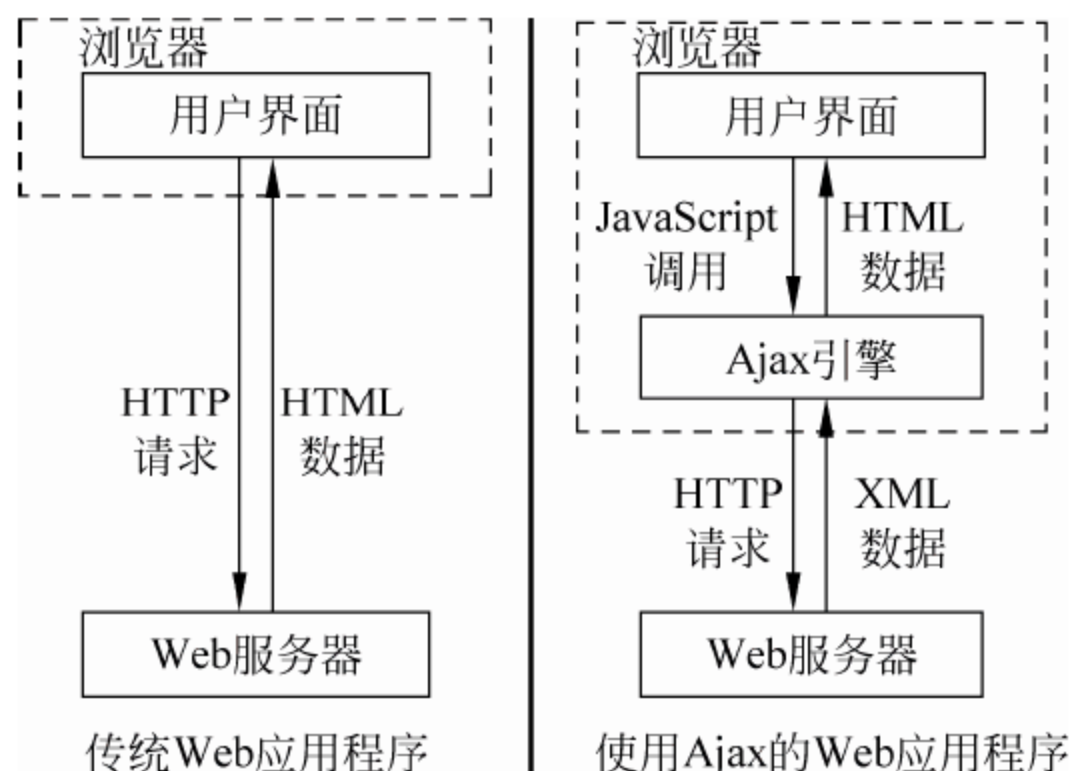 浏览器
用户界面
HTTP
请求
HTML
数据
Web服务器
传统Web应用程序
浏览器
用户界面
JavaScript
调用
HTML
数据
Ajax引擎
HTTP
请求
XML
数据
Web服务器
使用Ajax的Web应用程序